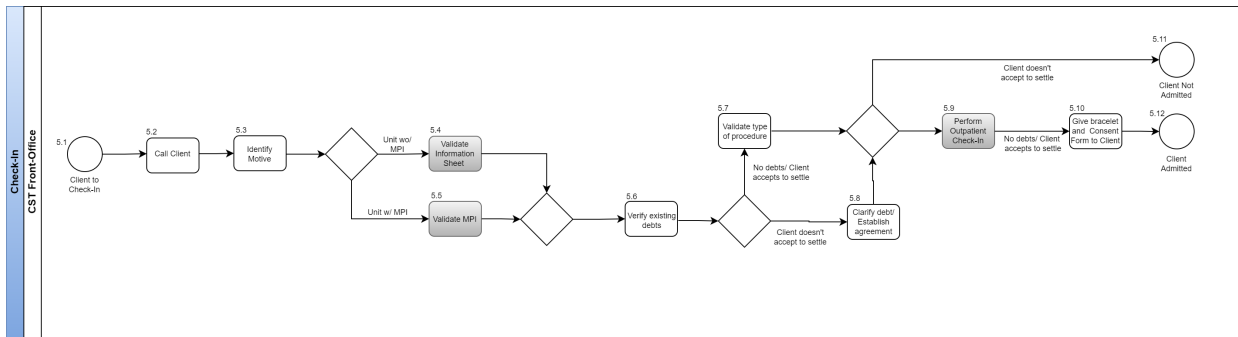 Check-In
CST Front-Office
5.1
Client to
Check-In
5.2
Call Client
5.3
Identify
Motive
Unit wo/
MPI
5.4
Validate
Information
Sheet
Unit w/ MPI
5.5
Validate MPI
5.6
Verify existing
debts
5.7
Validate type
of procedure
No debts/ Client
accepts to settle
Client doesn't
accept to settle
5.8
Clarify debt/
Establish
agreement
Client doesn't
accept to settle
5.11
Client Not
Admitted
5.9
Perform
Outpatient
Check-In
No debts/ Client
accepts to settle
5.10
Give bracelet
and Consent
Form to Client
5.12
Client
Admitted